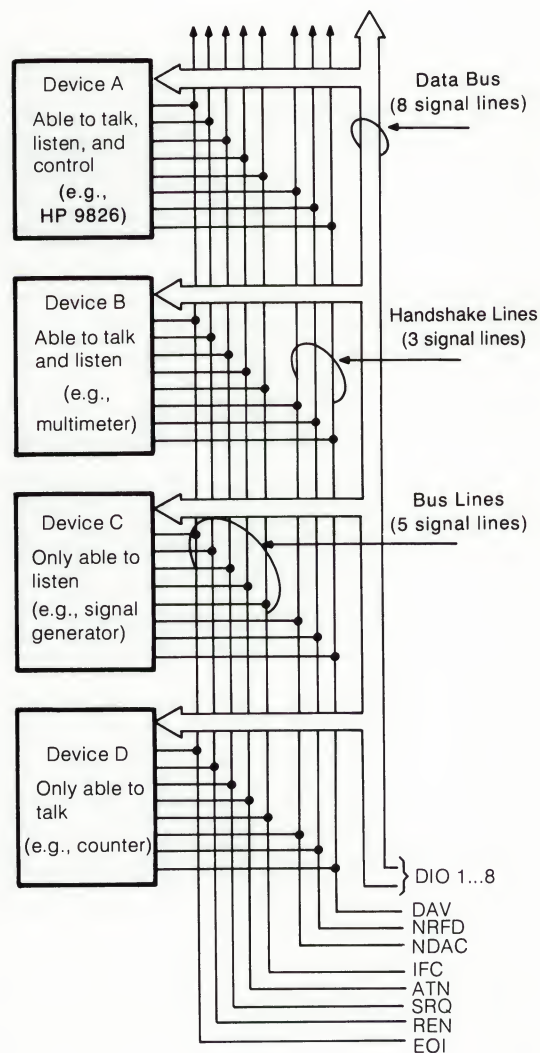 Device A
Able to talk,
listen, and
control
(e.g.,
HP 9826)
Data Bus
(8 signal lines)
Device B
Able to talk
and listen
(e.g.,
multimeter)
Handshake Lines
(3 signal lines)
Device C
Only able to
listen
(e.g., signal
generator)
Bus Lines
(5 signal lines)
Device D
Only able to
talk
(e.g., counter)
DIO 1...8
DAV
NRFD
NDAC
IFC
ATN
SRQ
REN
EOI